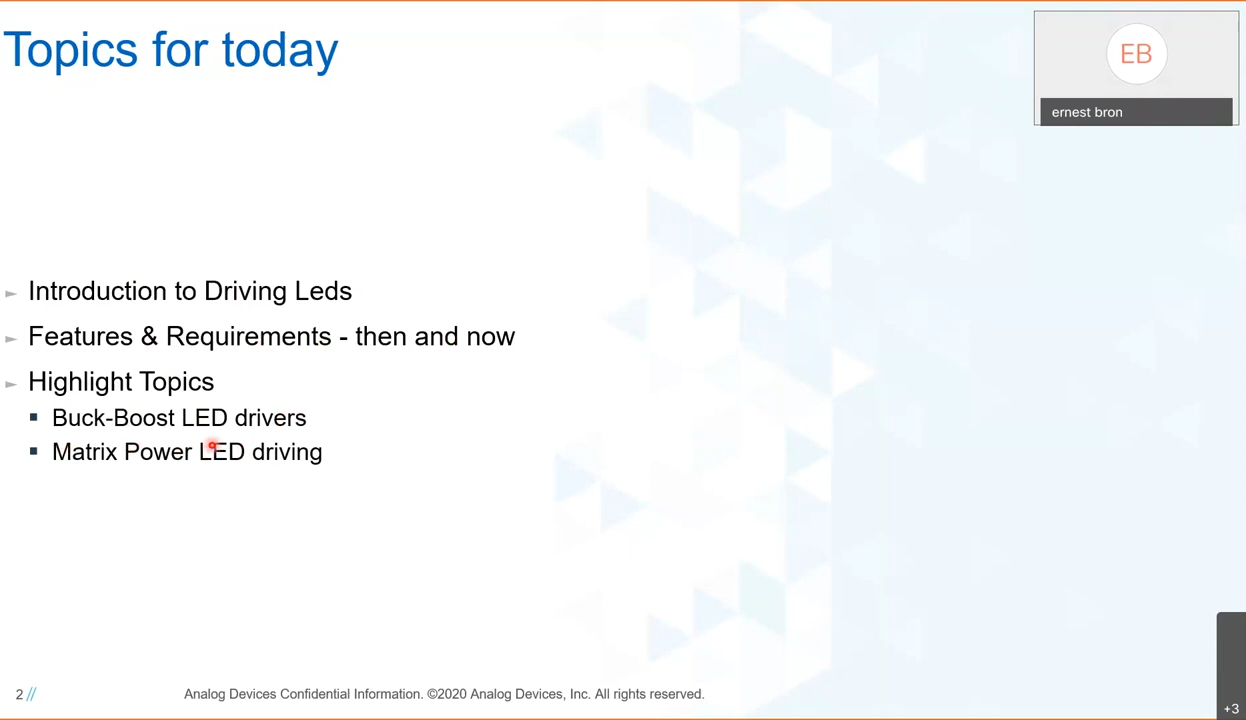 Topics for today
EB
ernest bron
► Introduction to Driving Leds
► Features & Requirements - then and now
► Highlight Topics
▪ Buck-Boost LED drivers
▪ Matrix Power LED driving
2 //
Analog Devices Confidential Information. ©2020 Analog Devices, Inc. All rights reserved.
+3